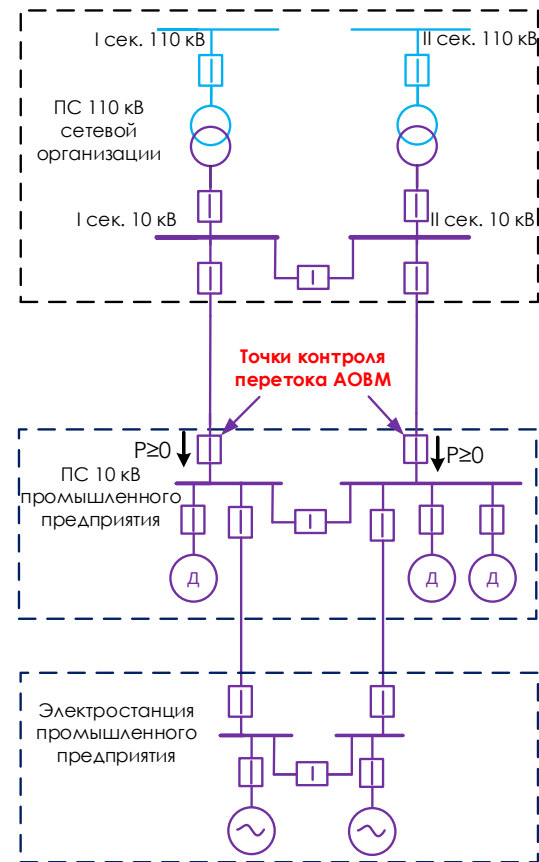 I сек. 110 кВ
II сек. 110 кВ
ПС 110 кВ
сетевой
организации
I сек. 10 кВ
II сек. 10 кВ
Точки контроля
перетока АОВМ
P≥0
P≥0
ПС 10 кВ
промышленного
предприятия
Д
Д
Д
Электростанция
промышленного
предприятия